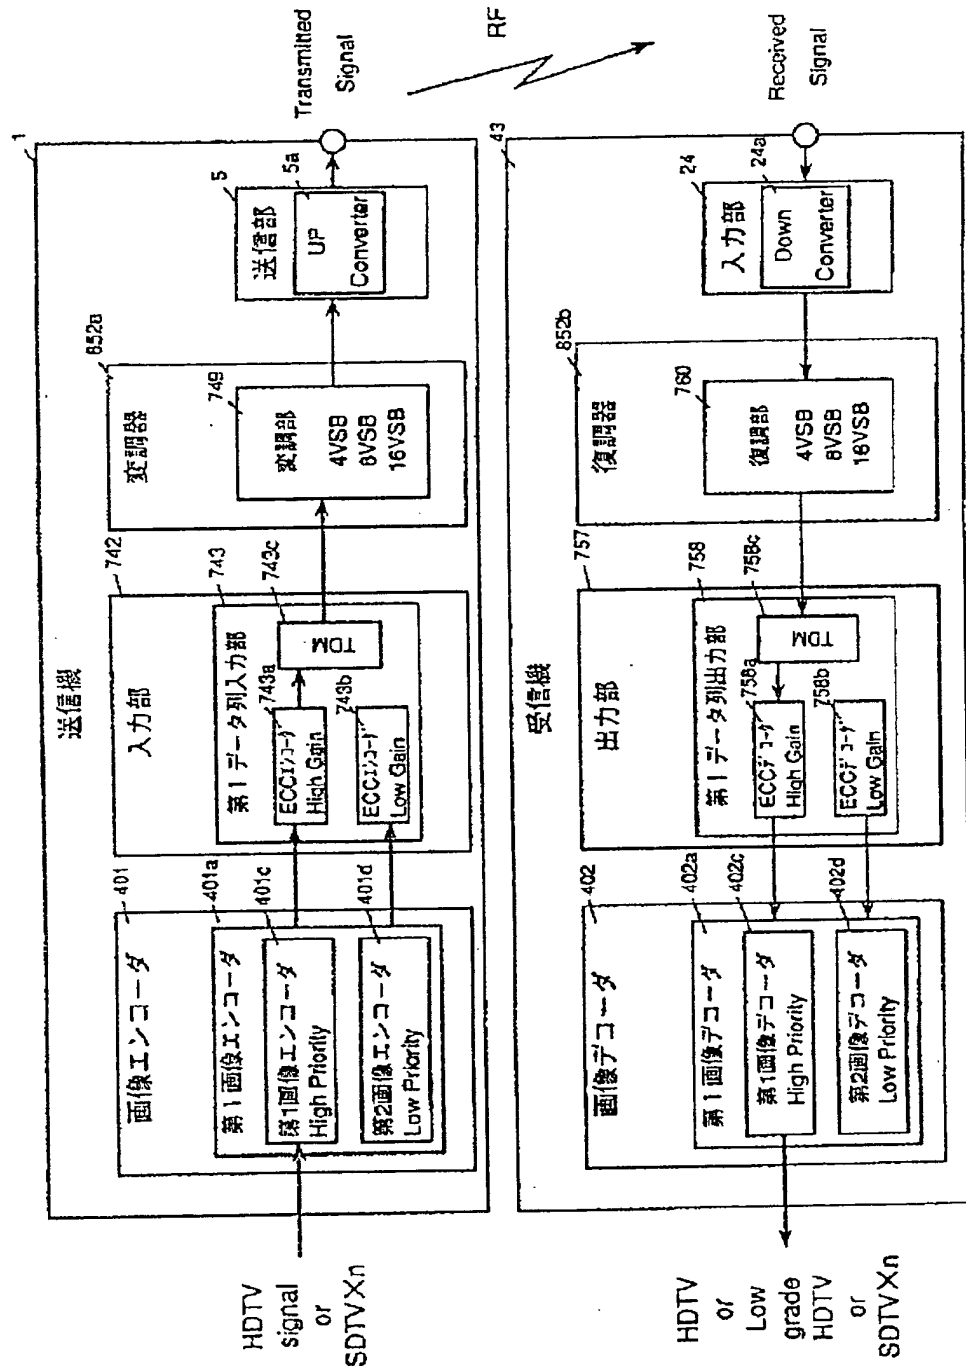 1
送信機
HDTV
signal
or
SDTVXn
401
画像エンコーダ
401a
第1画像エンコーダ
401c
第1画像エンコーダ
High Priority
401d
第2画像エンコーダ
Low Priority
742
入力部
743
第1データ列入力部
743a
ECCエンコーダ
High Gain
743b
ECCエンコーダ
Low Gain
743c
TDM
852a
変調器
749
変調部
4VSB
8VSB
16VSB
5
送信部
5a
UP
Converter
Transmitted
Signal
RF
43
受信機
HDTV
or
Low
grade
HDTV
or
SDTVXn
402
画像デコーダ
402a
第1画像デコーダ
402c
第1画像デコーダ
High Priority
402d
第2画像デコーダ
Low Priority
757
出力部
758
第1データ列出力部
758a
ECCデコーダ
High Gain
758b
ECCデコーダ
Low Gain
758c
TDM
852b
復調器
760
復調部
4VSB
8VSB
16VSB
24
入力部
24a
Down
Converter
Received
Signal